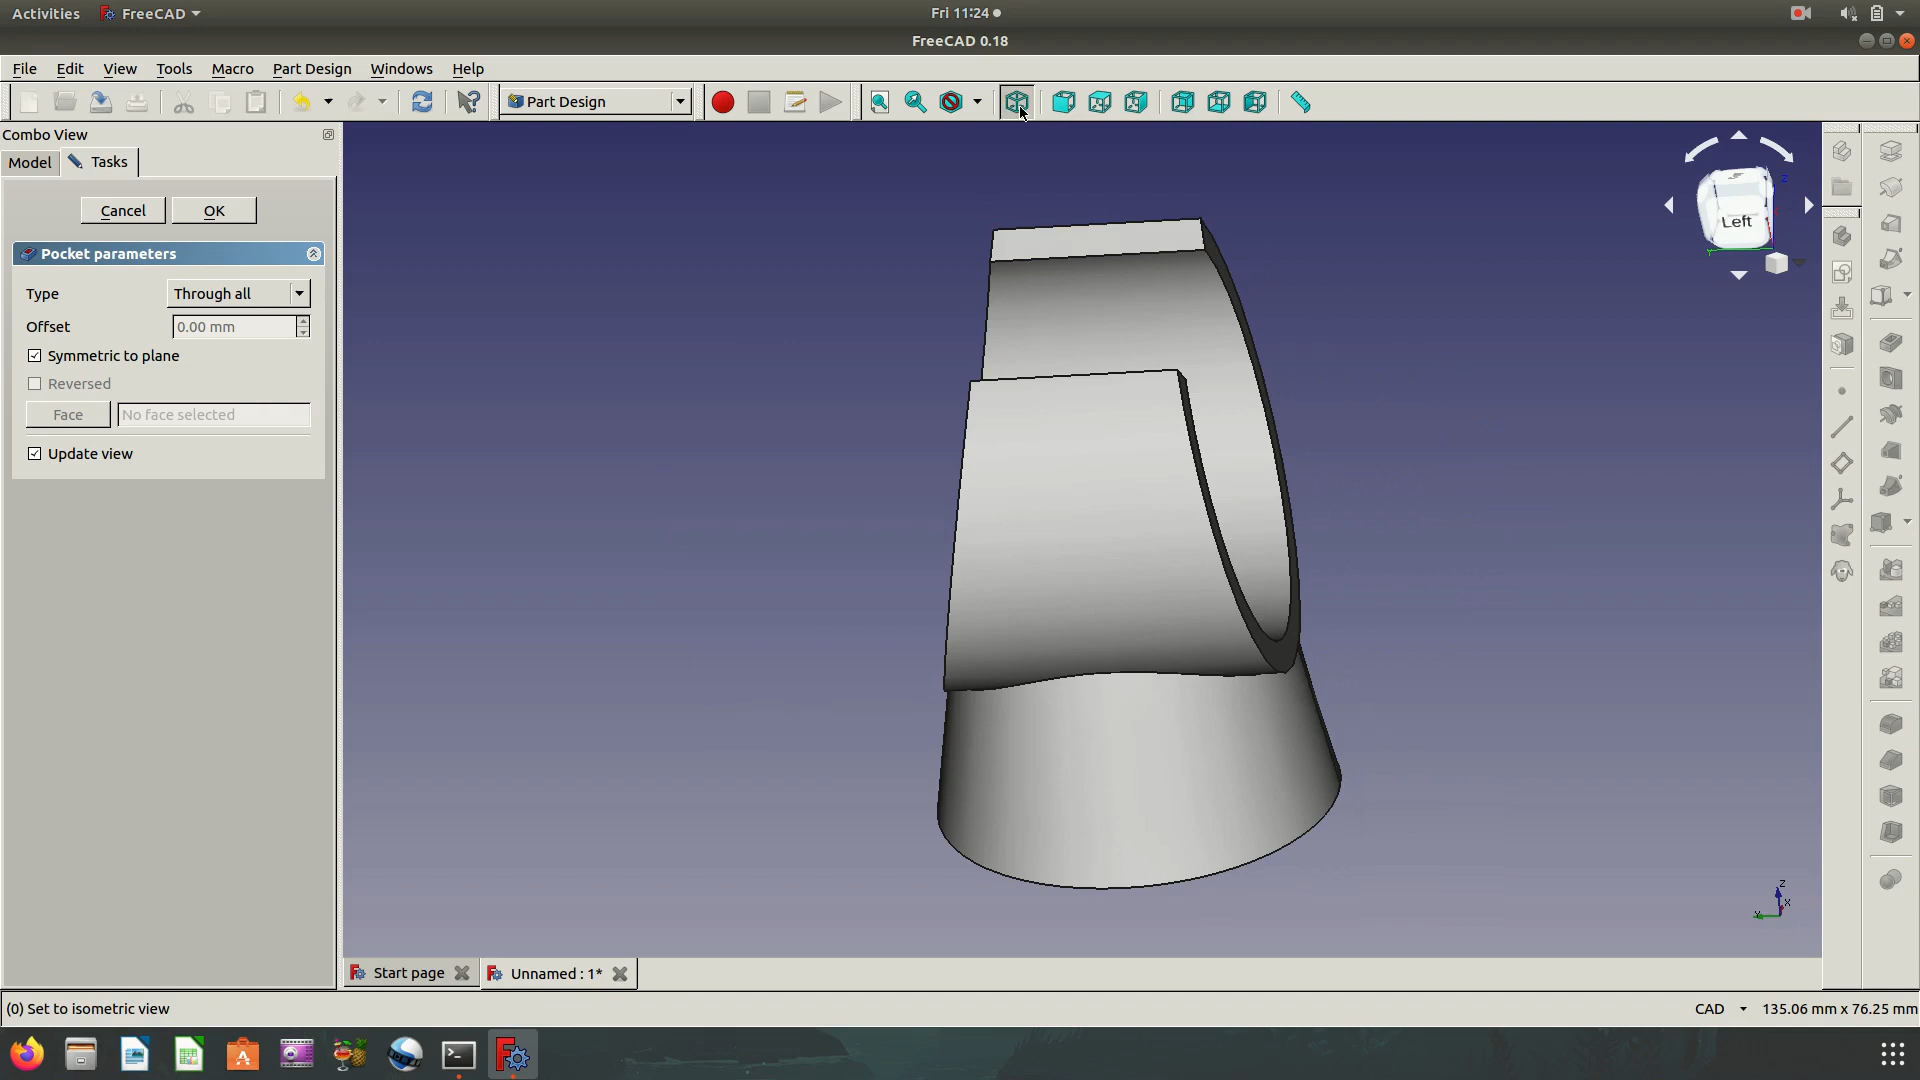 Activities FreeCAD Fri 11:24
FreeCAD 0.18
File Edit View Tools Macro Part Design Windows Help
Part Design
Combo View
Model Tasks
Cancel OK
Pocket parameters
Type Through all
Offset 0.00 mm
Symmetric to plane
Reversed
Face No face selected
Update view
Left
Z
Y
Z
X
Y
Start page Unnamed : 1*
(0) Set to isometric view CAD 135.06 mm x 76.25 mm